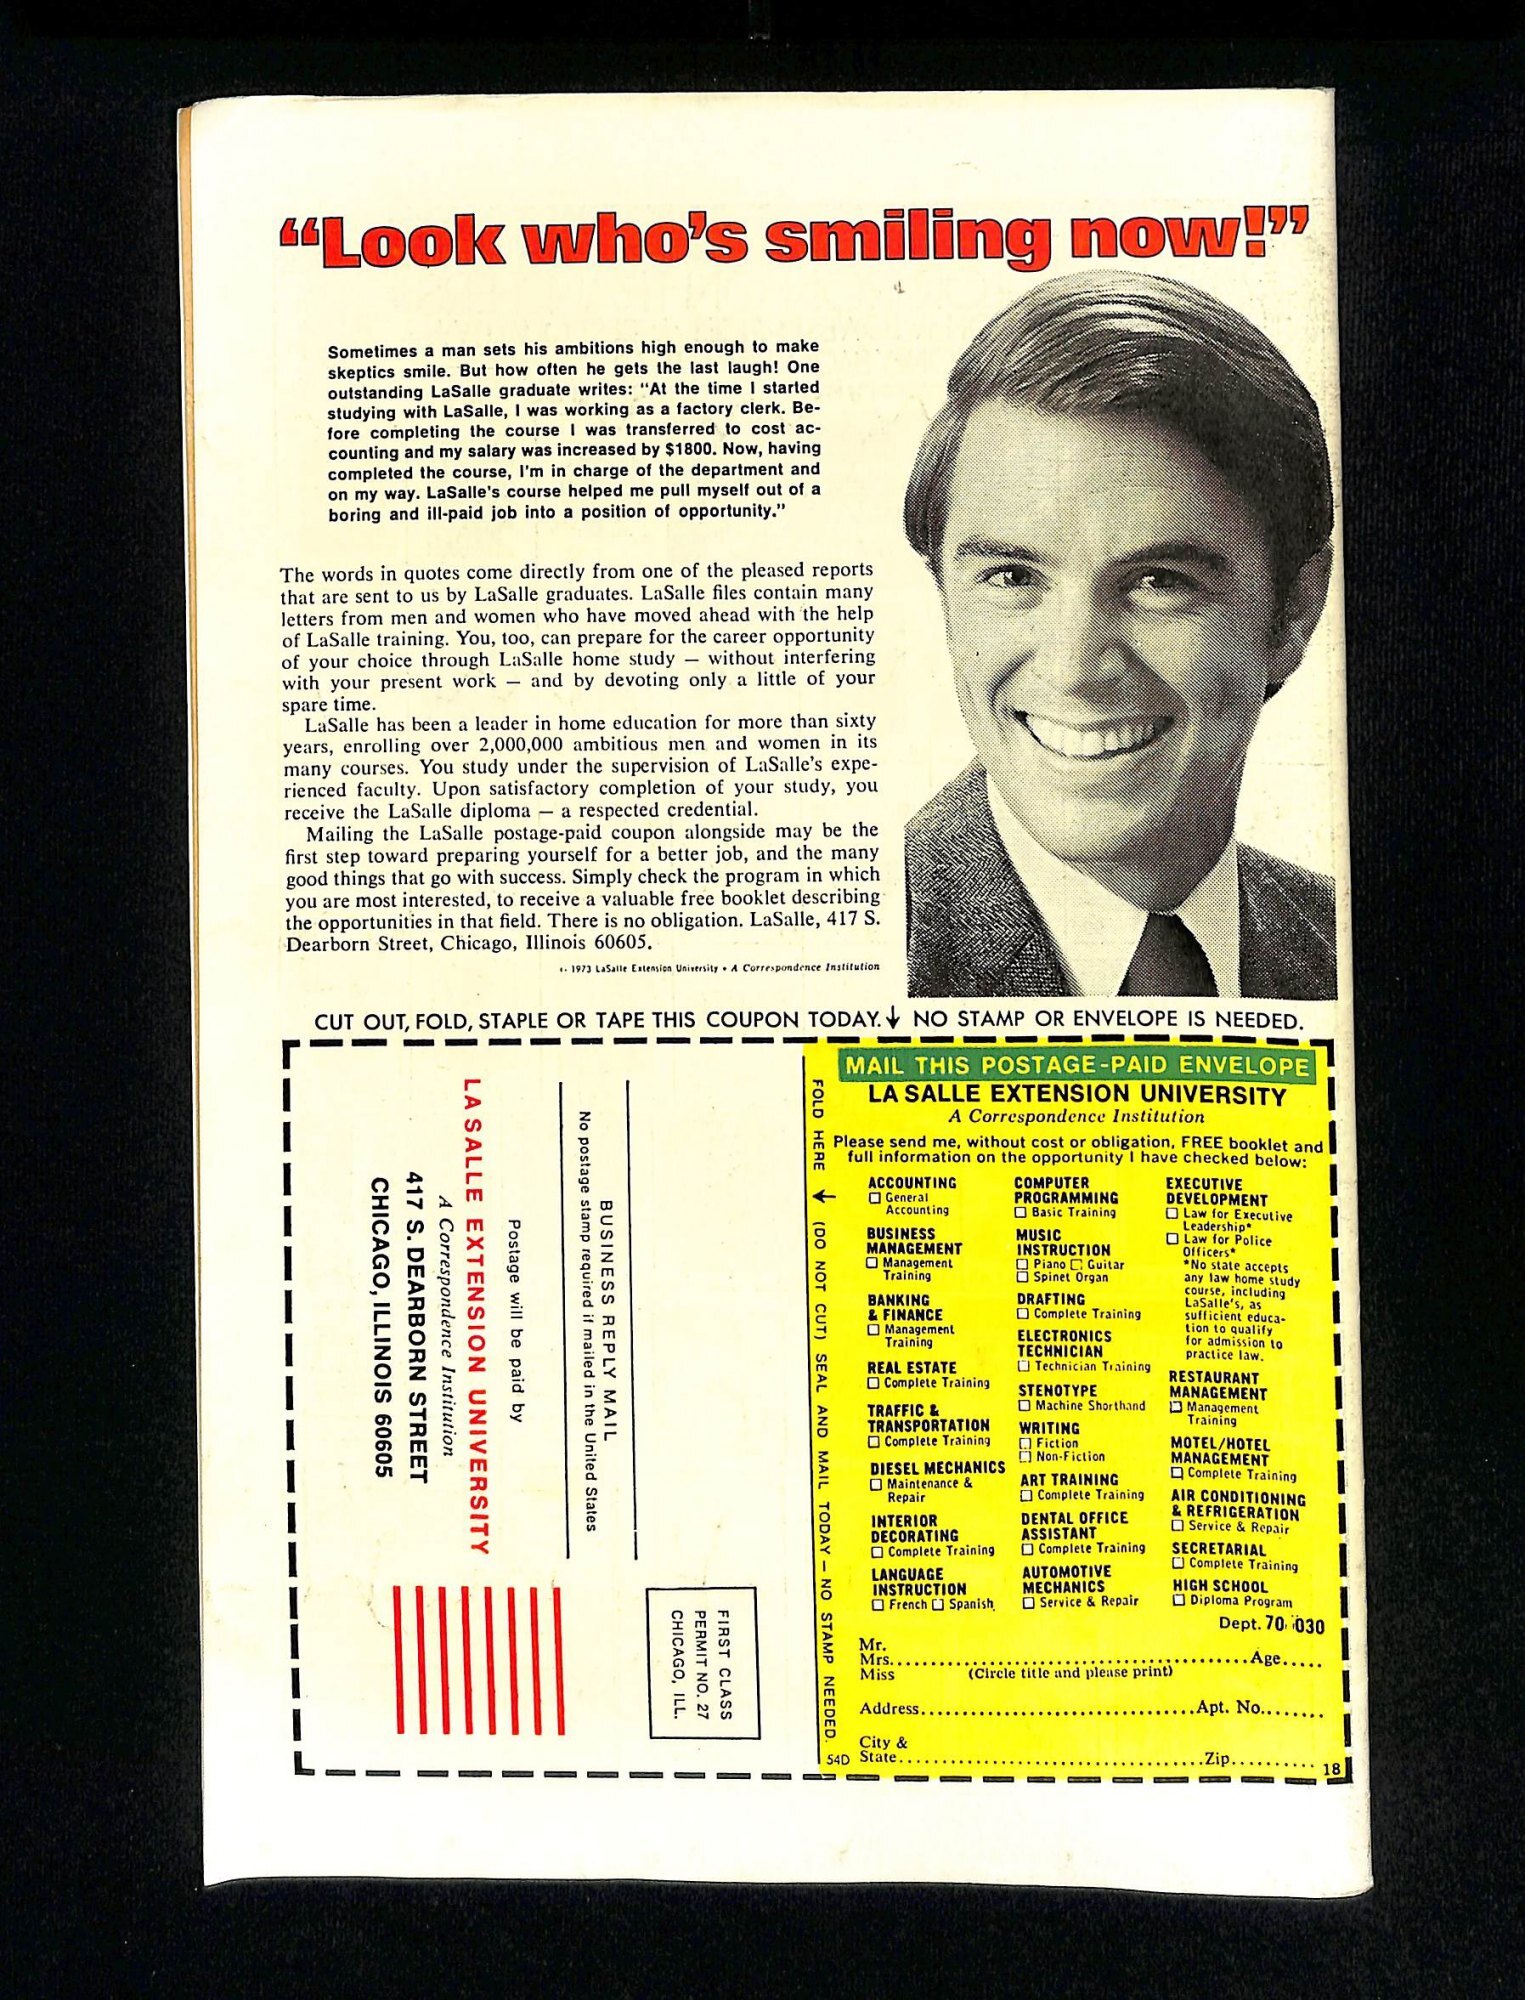 “Look who’s smiling now!”
Sometimes a man sets his ambitions high enough to make
skeptics smile. But how often he gets the last laugh! One
outstanding LaSalle graduate writes: "At the time I started
studying with LaSalle, I was working as a factory clerk. Be-
fore completing the course I was transferred to cost ac-
counting and my salary was increased by $1800. Now, having
completed the course, I'm in charge of the department and
on my way. LaSalle's course helped me pull myself out of a
boring and ill-paid job into a position of opportunity."
The words in quotes come directly from one of the pleased reports
that are sent to us by LaSalle graduates. LaSalle files contain many
letters from men and women who have moved ahead with the help
of LaSalle training. You, too, can prepare for the career opportunity
of your choice through LaSalle home study — without interfering
with your present work — and by devoting only a little of your
spare time.
LaSalle has been a leader in home education for more than sixty
years, enrolling over 2,000,000 ambitious men and women in its
many courses. You study under the supervision of LaSalle's expe-
rienced faculty. Upon satisfactory completion of your study, you
receive the LaSalle diploma — a respected credential.
Mailing the LaSalle postage-paid coupon alongside may be the
first step toward preparing yourself for a better job, and the many
good things that go with success. Simply check the program in which
you are most interested, to receive a valuable free booklet describing
the opportunities in that field. There is no obligation. LaSalle, 417 S.
Dearborn Street, Chicago, Illinois 60605.
1973 LaSalle Extension University • A Correspondence Institution
CUT OUT, FOLD, STAPLE OR TAPE THIS COUPON TODAY.↓ NO STAMP OR ENVELOPE IS NEEDED.
FIRST CLASS
PERMIT NO. 27
CHICAGO, ILL.
BUSINESS REPLY MAIL
No postage stamp required if mailed in the United States
Postage will be paid by
LA SALLE EXTENSION UNIVERSITY
A Correspondence Institution
417 S. DEARBORN STREET
CHICAGO, ILLINOIS 60605
FOLD HERE ← (DO NOT CUT) SEAL AND MAIL TODAY — NO STAMP NEEDED.
MAIL THIS POSTAGE-PAID ENVELOPE
LA SALLE EXTENSION UNIVERSITY
A Correspondence Institution
Please send me, without cost or obligation, FREE booklet and
full information on the opportunity I have checked below:
ACCOUNTING
☐ General
Accounting
BUSINESS
MANAGEMENT
☐ Management
Training
BANKING
& FINANCE
☐ Management
Training
REAL ESTATE
☐ Complete Training
TRAFFIC &
TRANSPORTATION
☐ Complete Training
DIESEL MECHANICS
☐ Maintenance &
Repair
INTERIOR
DECORATING
☐ Complete Training
LANGUAGE
INSTRUCTION
☐ French ☐ Spanish
COMPUTER
PROGRAMMING
☐ Basic Training
MUSIC
INSTRUCTION
☐ Piano ☐ Guitar
☐ Spinet Organ
DRAFTING
☐ Complete Training
ELECTRONICS
TECHNICIAN
☐ Technician Training
STENOTYPE
☐ Machine Shorthand
WRITING
☐ Fiction
☐ Non-Fiction
ART TRAINING
☐ Complete Training
DENTAL OFFICE
ASSISTANT
☐ Complete Training
AUTOMOTIVE
MECHANICS
☐ Service & Repair
EXECUTIVE
DEVELOPMENT
☐ Law for Executive
Leadership*
☐ Law for Police
Officers*
*No state accepts
any law home study
course, including
LaSalle's, as
sufficient educa-
tion to qualify
for admission to
practice law.
RESTAURANT
MANAGEMENT
☐ Management
Training
MOTEL/HOTEL
MANAGEMENT
☐ Complete Training
AIR CONDITIONING
& REFRIGERATION
☐ Service & Repair
SECRETARIAL
☐ Complete Training
HIGH SCHOOL
☐ Diploma Program
Dept. 70-030
Mr.
Mrs. Age
Miss (Circle title and please print)
Address Apt. No.
City &
54D State Zip 18